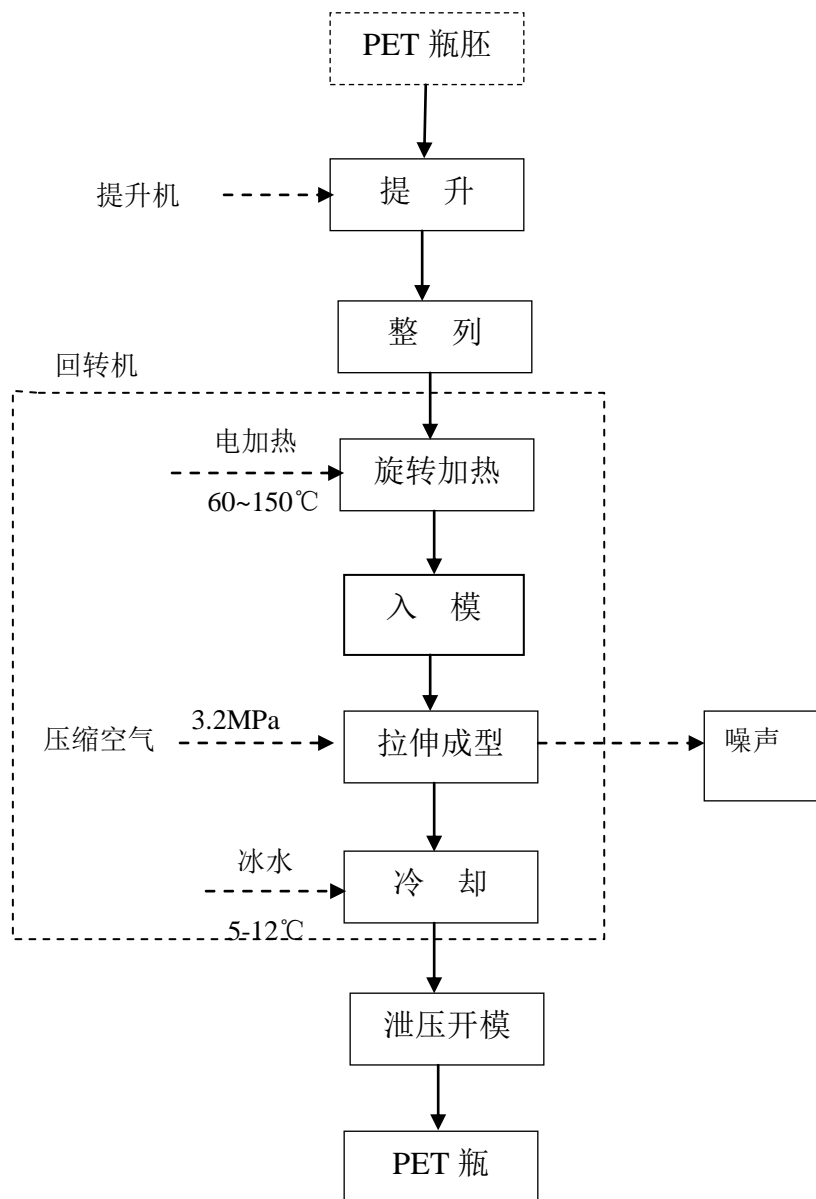 PET 瓶胚
提升机
提 升
整 列
回转机
电加热
60~150℃
旋转加热
入 模
压缩空气
3.2MPa
拉伸成型
噪声
冰水
5-12℃
冷 却
泄压开模
PET 瓶